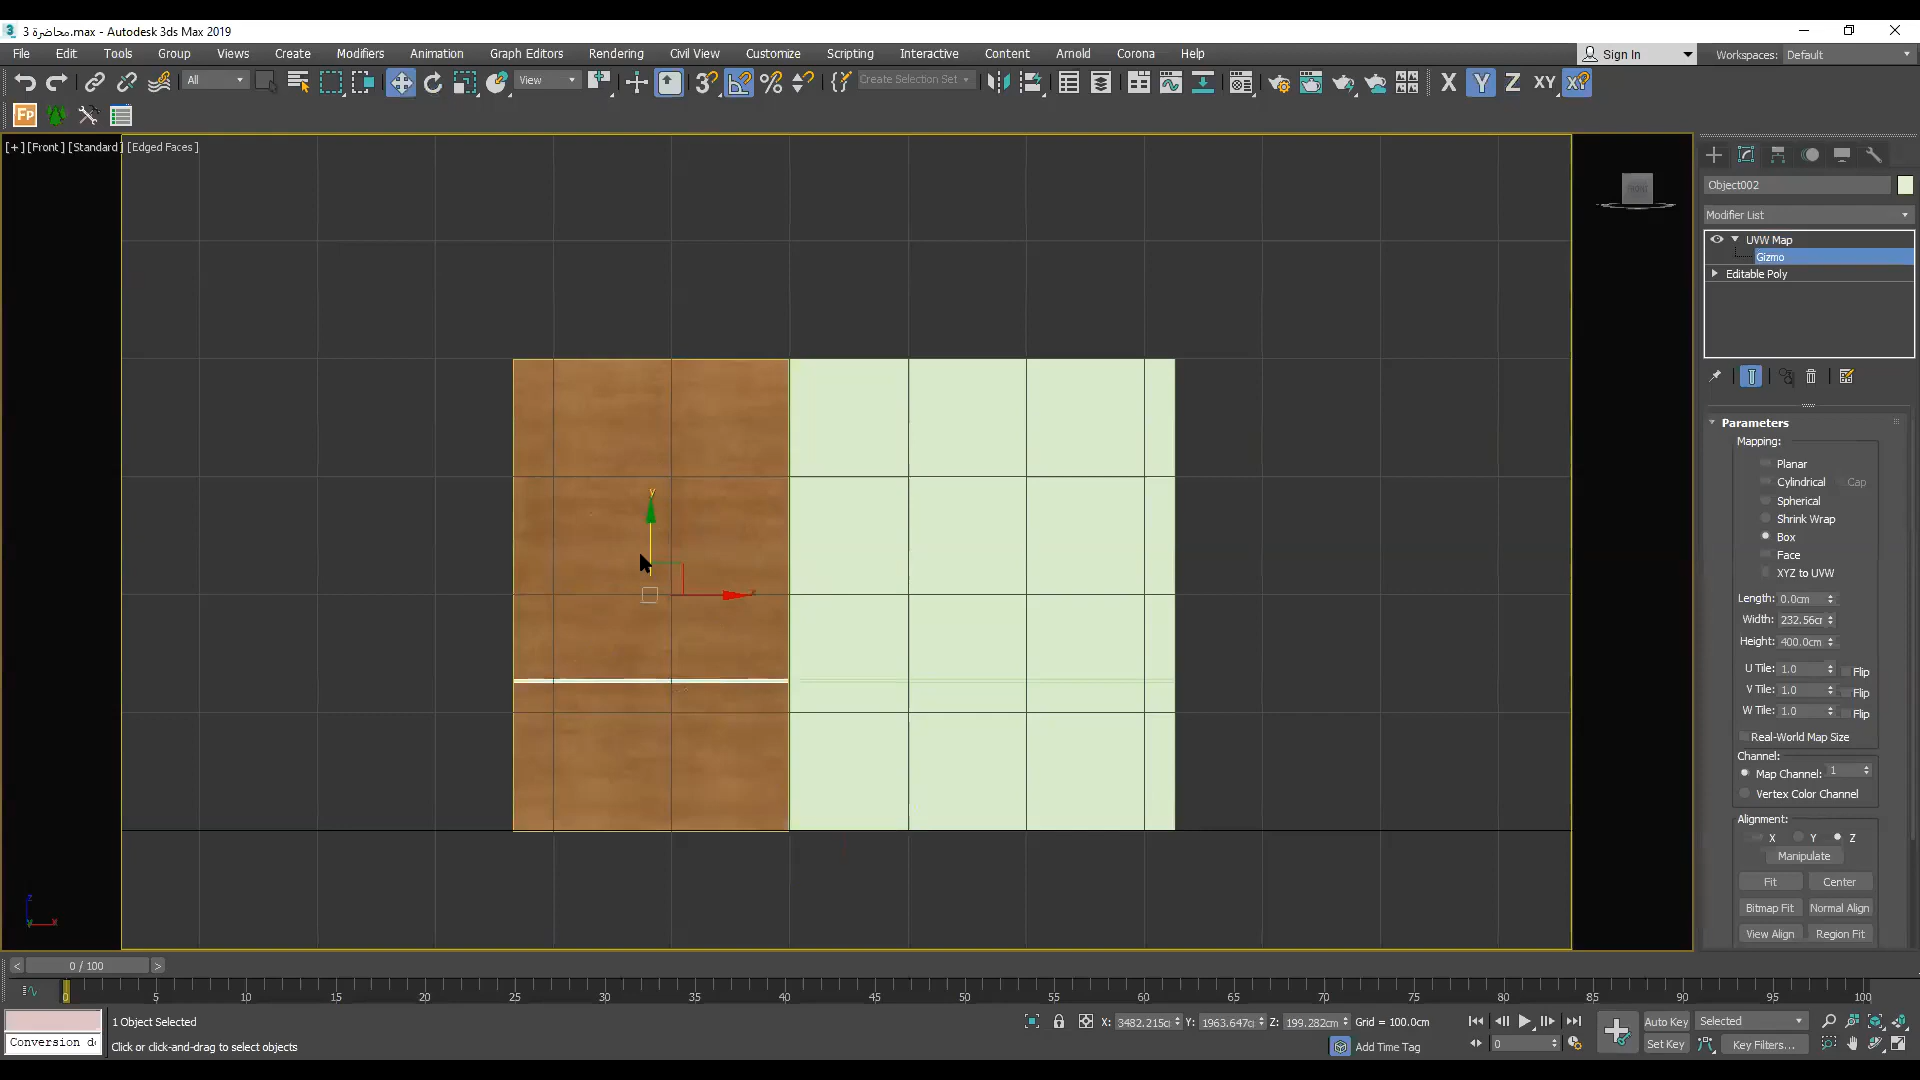 3 محاضرة.max - Autodesk 3ds Max 2019
File Edit Tools Group Views Create Modifiers Animation Graph Editors Rendering Civil View Customize Scripting Interactive Content Arnold Corona Help
Sign In Workspaces: Default
All View Create Selection Set X Y Z XY
Fp
[+] [Front] [Standard] [Edged Faces]
FRONT
Object002
Modifier List
UVW Map
Gizmo
Editable Poly
Parameters
Mapping:
Planar
Cylindrical Cap
Spherical
Shrink Wrap
Box
Face
XYZ to UVW
Length: 0.0cm
Width: 232.56cr
Height: 400.0cm
U Tile: 1.0 Flip
V Tile: 1.0 Flip
W Tile: 1.0 Flip
Real-World Map Size
Channel:
Map Channel: 1
Vertex Color Channel
Alignment:
X Y Z
Manipulate
Fit Center
Bitmap Fit Normal Align
View Align Region Fit
y
x
z
y x
< 0 / 100 >
0 5 10 15 20 25 30 35 40 45 50 55 60 65 70 75 80 85 90 95 100
1 Object Selected X: 3482.215c Y: 1963.647c Z: 199.282cm Grid = 100.0cm Auto Key Selected
Conversion d Click or click-and-drag to select objects Add Time Tag 0 Set Key Key Filters...